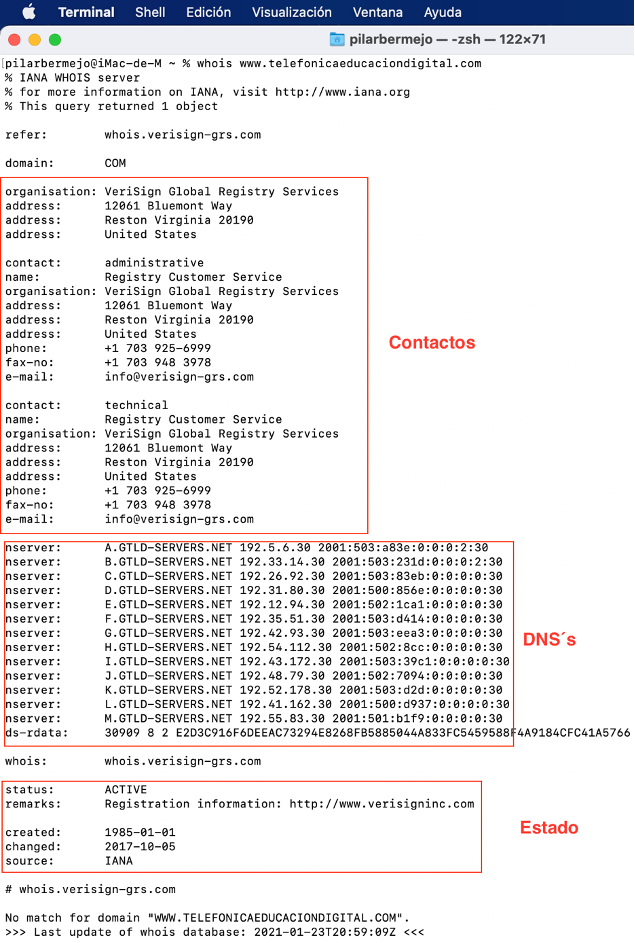 Terminal Shell Edición Visualización Ventana Ayuda
pilarbermejo — -zsh — 122×71
[pilarbermejo@iMac-de-M ~ % whois www.telefonicaeducaciondigital.com
% IANA WHOIS server
% for more information on IANA, visit http://www.iana.org
% This query returned 1 object
refer: whois.verisign-grs.com
domain: COM
organisation: VeriSign Global Registry Services
address: 12061 Bluemont Way
address: Reston Virginia 20190
address: United States
contact: administrative
name: Registry Customer Service
organisation: VeriSign Global Registry Services
address: 12061 Bluemont Way
address: Reston Virginia 20190
address: United States
phone: +1 703 925-6999
fax-no: +1 703 948 3978
e-mail: info@verisign-grs.com
Contactos
contact: technical
name: Registry Customer Service
organisation: VeriSign Global Registry Services
address: 12061 Bluemont Way
address: Reston Virginia 20190
address: United States
phone: +1 703 925-6999
fax-no: +1 703 948 3978
e-mail: info@verisign-grs.com
nserver: A.GTLD-SERVERS.NET 192.5.6.30 2001:503:a83e:0:0:0:2:30
nserver: B.GTLD-SERVERS.NET 192.33.14.30 2001:503:231d:0:0:0:2:30
nserver: C.GTLD-SERVERS.NET 192.26.92.30 2001:503:83eb:0:0:0:0:30
nserver: D.GTLD-SERVERS.NET 192.31.80.30 2001:500:856e:0:0:0:0:30
nserver: E.GTLD-SERVERS.NET 192.12.94.30 2001:502:1ca1:0:0:0:0:30
nserver: F.GTLD-SERVERS.NET 192.35.51.30 2001:503:d414:0:0:0:0:30
nserver: G.GTLD-SERVERS.NET 192.42.93.30 2001:503:eea3:0:0:0:0:30
nserver: H.GTLD-SERVERS.NET 192.54.112.30 2001:502:8cc:0:0:0:0:30
nserver: I.GTLD-SERVERS.NET 192.43.172.30 2001:503:39c1:0:0:0:0:30
nserver: J.GTLD-SERVERS.NET 192.48.79.30 2001:502:7094:0:0:0:0:30
nserver: K.GTLD-SERVERS.NET 192.52.178.30 2001:503:d2d:0:0:0:0:30
nserver: L.GTLD-SERVERS.NET 192.41.162.30 2001:500:d937:0:0:0:0:30
nserver: M.GTLD-SERVERS.NET 192.55.83.30 2001:501:b1f9:0:0:0:0:30
ds-rdata: 30909 8 2 E2D3C916F6DEEAC73294E8268FB5885044A833FC5459588F4A9184CFC41A5766
DNS´s
whois: whois.verisign-grs.com
status: ACTIVE
remarks: Registration information: http://www.verisigninc.com
created: 1985-01-01
changed: 2017-10-05
source: IANA
Estado
# whois.verisign-grs.com
No match for domain "WWW.TELEFONICAEDUCACIONDIGITAL.COM".
>>> Last update of whois database: 2021-01-23T20:59:09Z <<<